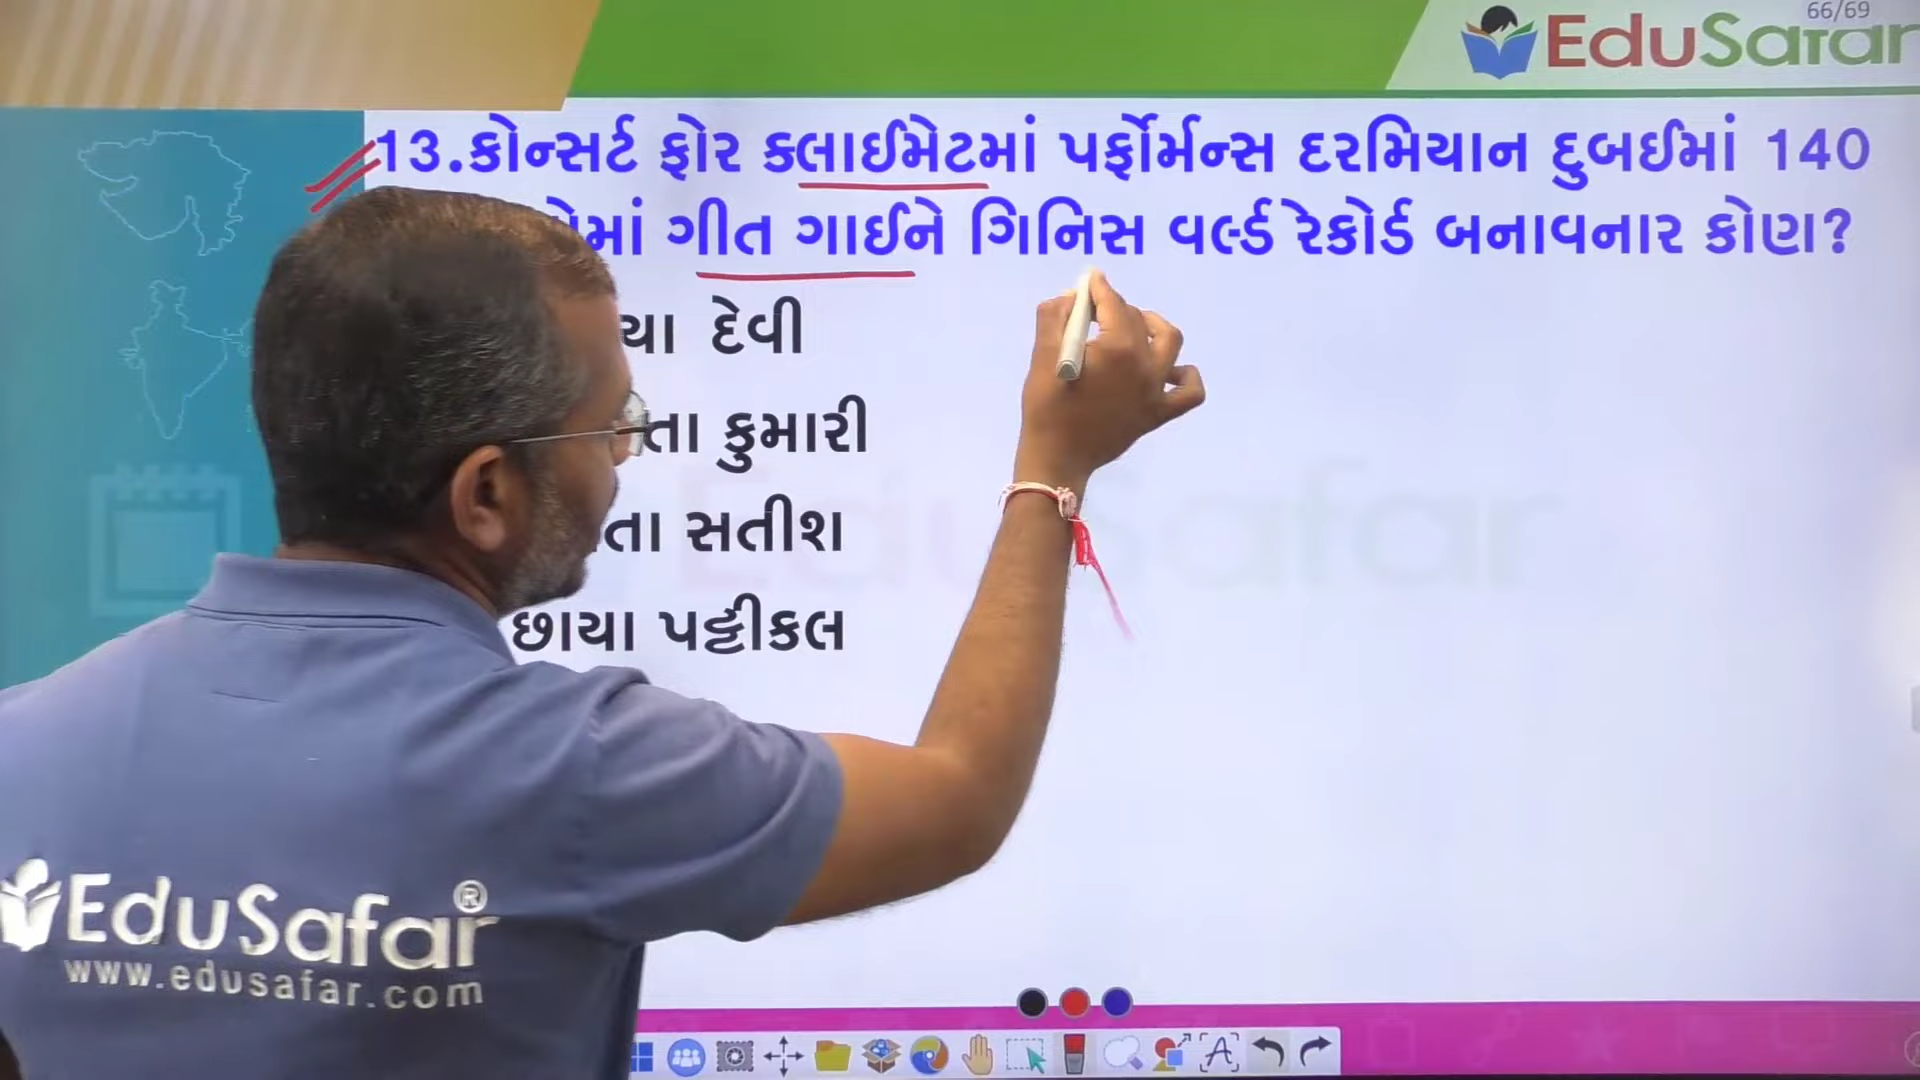 66/69
EduSafar
13.કોન્સર્ટ ફોર ક્લાઈમેટમાં પર્ફોર્મન્સ દરમિયાન દુબઈમાં 140
ગીત ગાઈને ગિનિસ વર્લ્ડ રેકોર્ડ બનાવનાર કોણ?
દેવી
કુમારી
સતીશ
છાયા પટ્ટીકલ
EduSafar
EduSafar®
www.edusafar.com